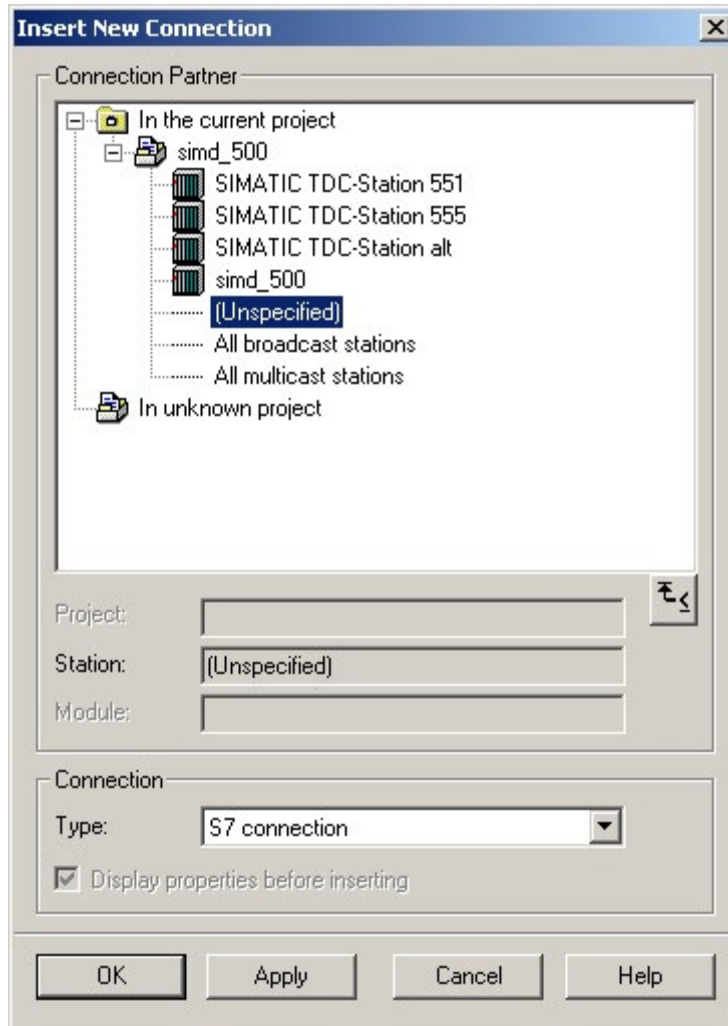 Insert New Connection
Connection Partner
In the current project
simd_500
SIMATIC TDC-Station 551
SIMATIC TDC-Station 555
SIMATIC TDC-Station alt
simd_500
(Unspecified)
All broadcast stations
All multicast stations
In unknown project
Project:
Station: (Unspecified)
Module:
Connection
Type: S7 connection
Display properties before inserting
OK Apply Cancel Help